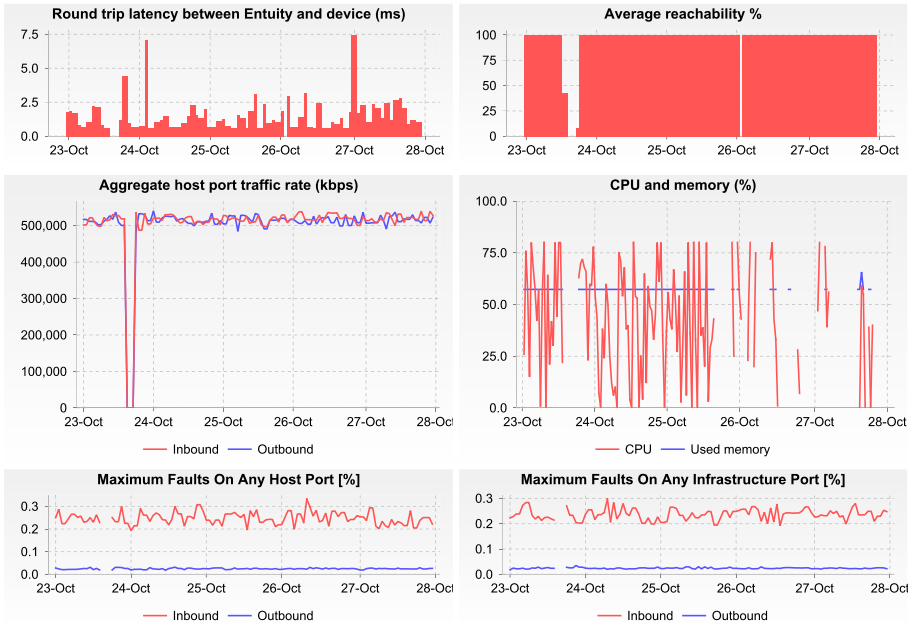 Round trip latency between Entuity and device (ms)
7.5
5.0
2.5
0.0
23-Oct 24-Oct 25-Oct 26-Oct 27-Oct 28-Oct
Average reachability %
100
75
50
25
0
23-Oct 24-Oct 25-Oct 26-Oct 27-Oct 28-Oct
Aggregate host port traffic rate (kbps)
500,000
400,000
300,000
200,000
100,000
0
23-Oct 24-Oct 25-Oct 26-Oct 27-Oct 28-Oct
Inbound Outbound
CPU and memory (%)
100.0
75.0
50.0
25.0
0.0
23-Oct 24-Oct 25-Oct 26-Oct 27-Oct 28-Oct
CPU Used memory
Maximum Faults On Any Host Port [%]
0.3
0.2
0.1
0.0
23-Oct 24-Oct 25-Oct 26-Oct 27-Oct 28-Oct
Inbound Outbound
Maximum Faults On Any Infrastructure Port [%]
0.3
0.2
0.1
0.0
23-Oct 24-Oct 25-Oct 26-Oct 27-Oct 28-Oct
Inbound Outbound